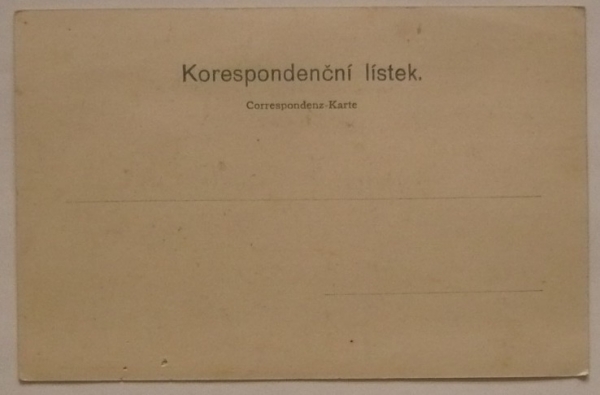 Korespondenční lístek.
Correspondenz-Karte